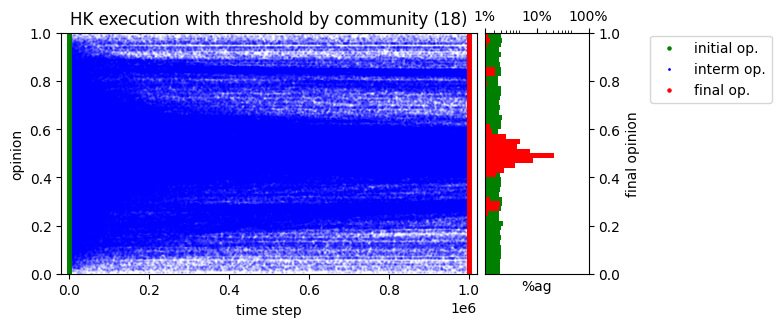 HK execution with threshold by community (18)
1% 10% 100%
1.0 1.0
0.8 0.8
0.6 0.6
0.4 0.4
0.2 0.2
0.0 0.0
opinion
final opinion
0.0 0.2 0.4 0.6 0.8 1.0
1e6
time step
%ag
initial op.
interm op.
final op.